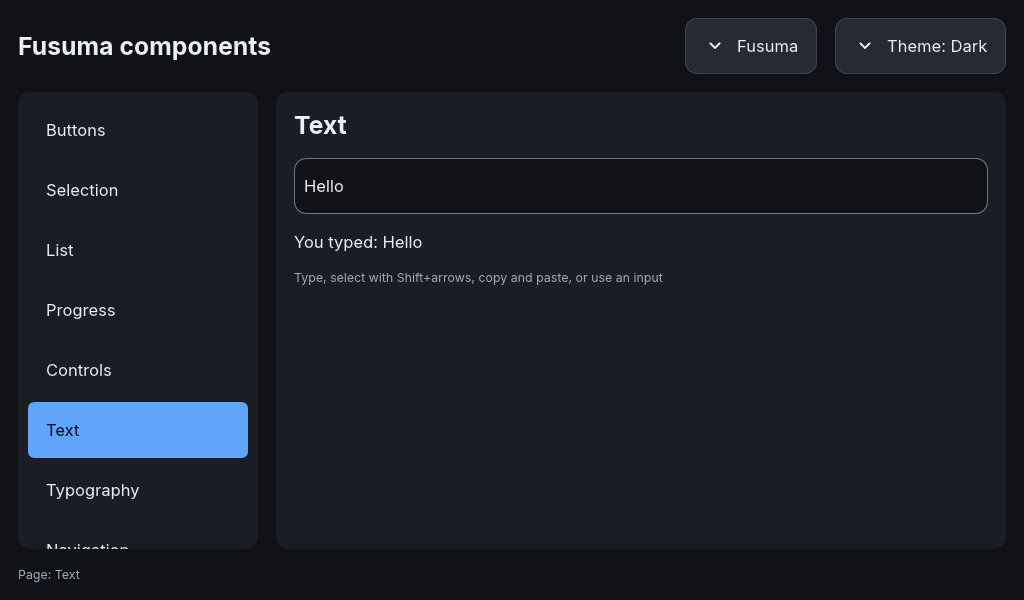 Fusuma components
Fusuma
Theme: Dark
Buttons
Selection
List
Progress
Controls
Text
Typography
Navigation
Text
Hello
You typed: Hello
Type, select with Shift+arrows, copy and paste, or use an input
Page: Text